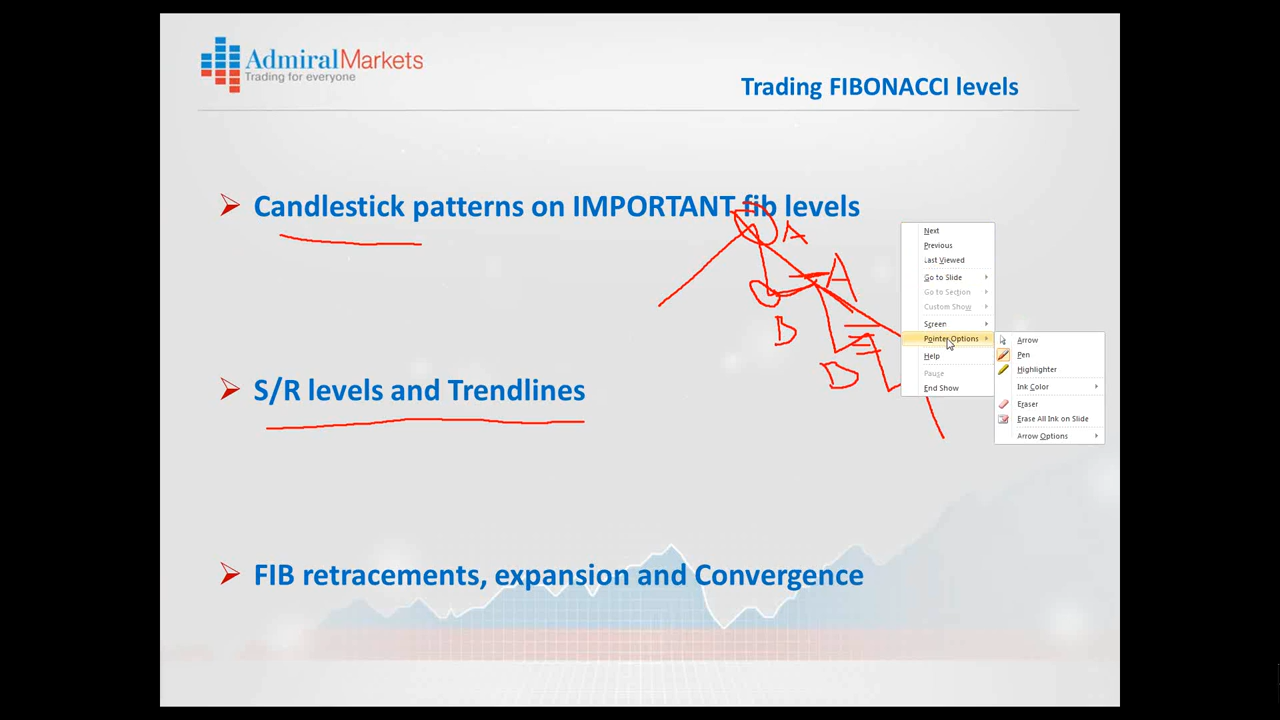 AdmiralMarkets
Trading for everyone
Trading FIBONACCI levels
Candlestick patterns on IMPORTANT fib levels
A
A
B
D
S/R levels and Trendlines
FIB retracements, expansion and Convergence
Next
Previous
Last Viewed
Go to Slide
Go to Section
Custom Show
Screen
Pointer Options
Help
Pause
End Show
Arrow
Pen
Highlighter
Ink Color
Eraser
Erase All Ink on Slide
Arrow Options